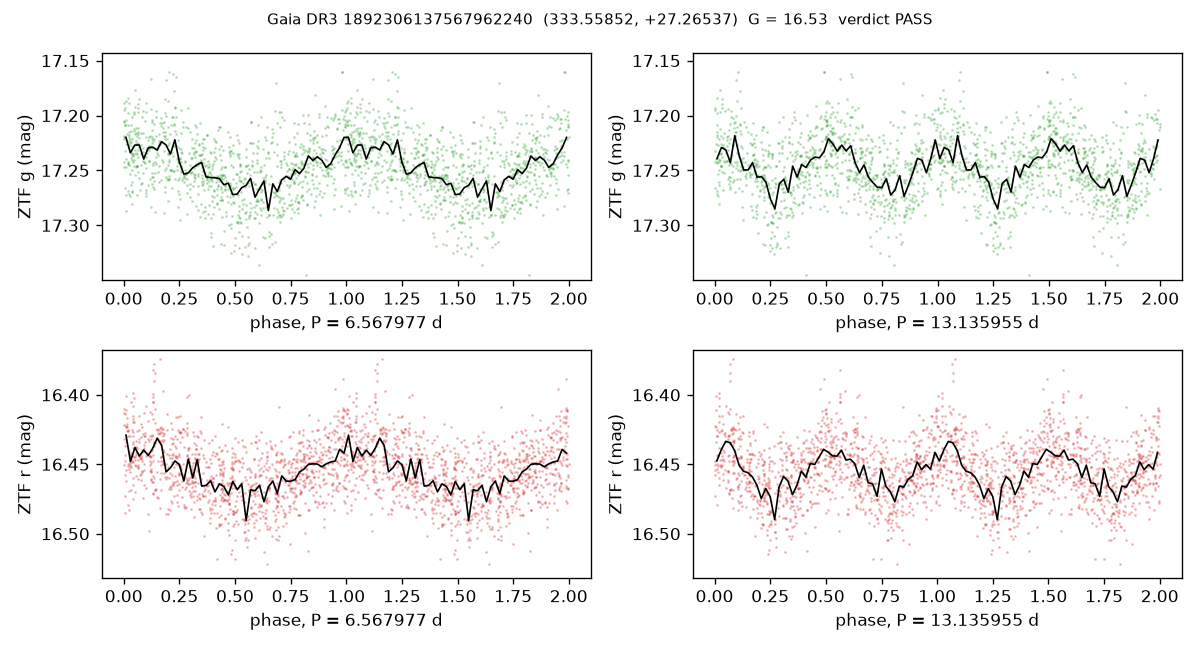 Gaia DR3 1892306137567962240 (333.55852, +27.26537) G = 16.53 verdict PASS
ZTF g (mag)
17.15
17.20
17.25
17.30
0.00 0.25 0.50 0.75 1.00 1.25 1.50 1.75 2.00
phase, P = 6.567977 d
ZTF g (mag)
17.15
17.20
17.25
17.30
0.00 0.25 0.50 0.75 1.00 1.25 1.50 1.75 2.00
phase, P = 13.135955 d
ZTF r (mag)
16.40
16.45
16.50
0.00 0.25 0.50 0.75 1.00 1.25 1.50 1.75 2.00
phase, P = 6.567977 d
ZTF r (mag)
16.40
16.45
16.50
0.00 0.25 0.50 0.75 1.00 1.25 1.50 1.75 2.00
phase, P = 13.135955 d